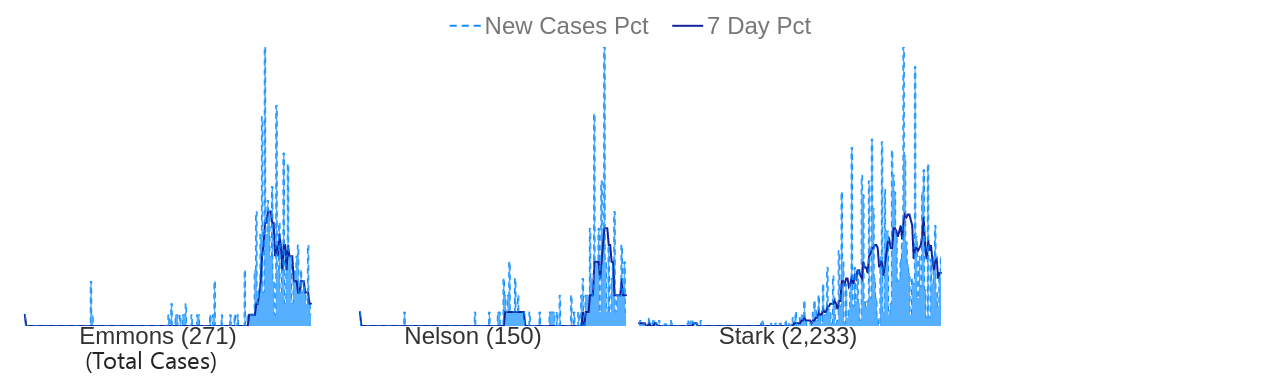 New Cases Pct 7 Day Pct
Emmons (271) Nelson (150) Stark (2,233)
(Total Cases)